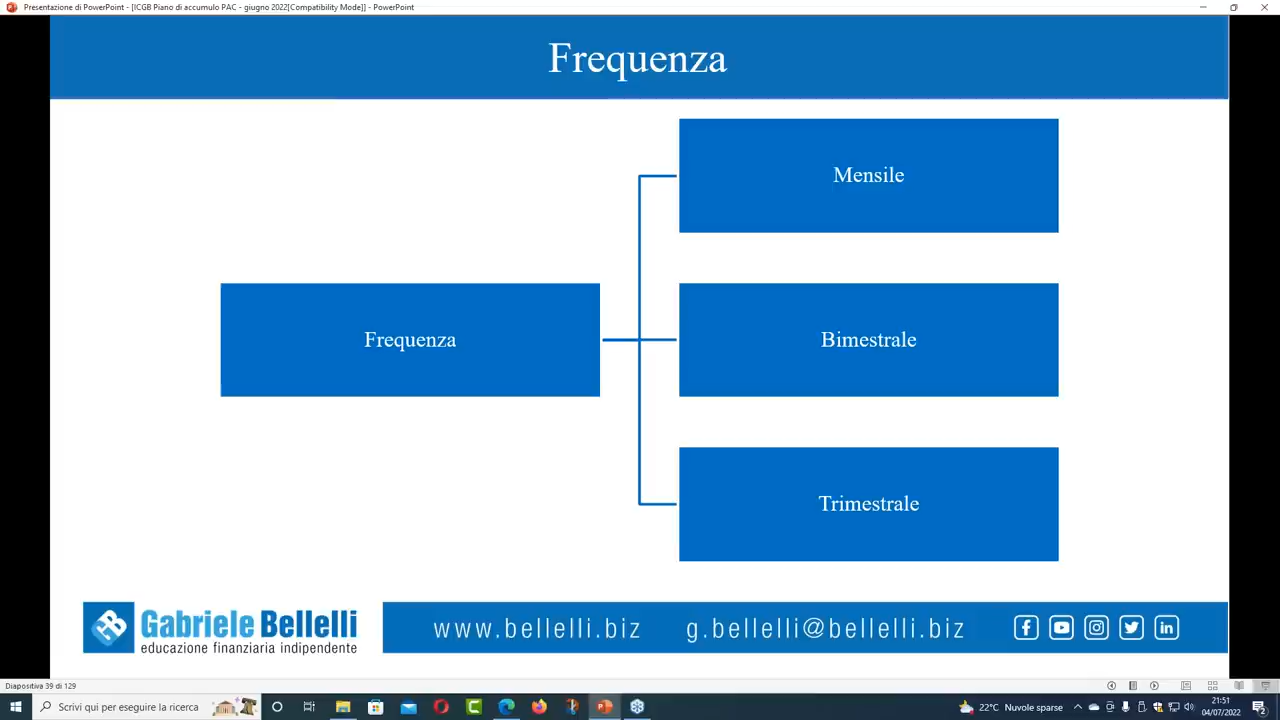 Presentazione di PowerPoint - [ICGB Piano di accumulo PAC - giugno 2022[Compatibility Mode]] - PowerPoint
Frequenza
Mensile
Frequenza
Bimestrale
Trimestrale
Gabriele Bellelli
educazione finanziaria indipendente
www.bellelli.biz g.bellelli@bellelli.biz
Diapositiva 39 di 129
Scrivi qui per eseguire la ricerca
22°C Nuvole sparse
21:51
04/07/2022
2